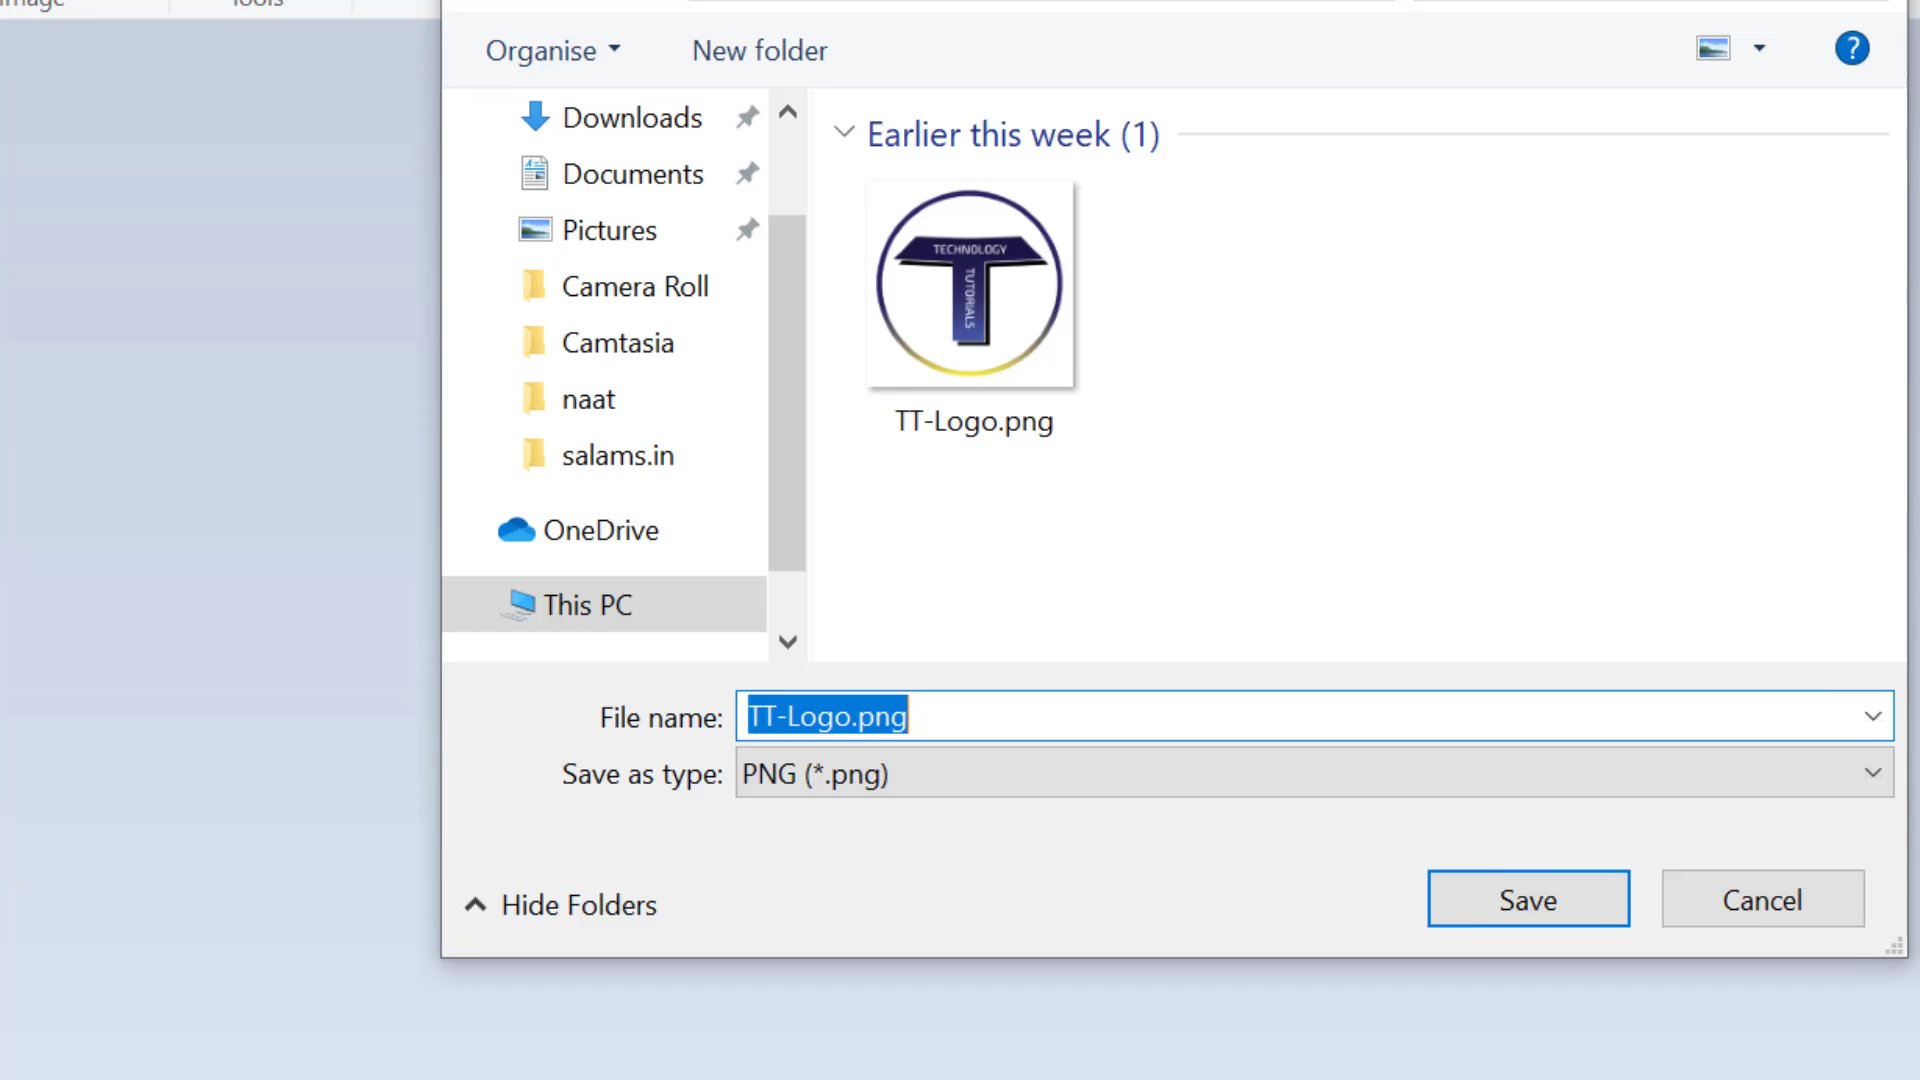 Image
Tools
Organise
New folder
?
Downloads
Documents
Pictures
Camera Roll
Camtasia
naat
salams.in
OneDrive
This PC
Earlier this week (1)
TECHNOLOGY
TUTORIALS
TT-Logo.png
File name: TT-Logo.png
Save as type: PNG (*.png)
Hide Folders
Save
Cancel